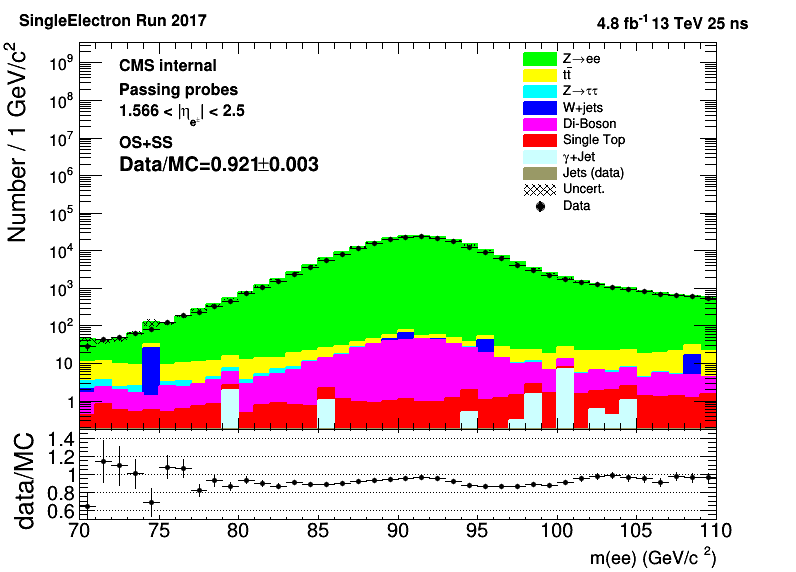 SingleElectron Run 2017
4.8 fb⁻¹ 13 TeV 25 ns
Number / 1 GeV/c²
10⁹
10⁸
10⁷
10⁶
10⁵
10⁴
10³
10²
10
1
CMS internal
Passing probes
1.566 < |η_e±| < 2.5
OS+SS
Data/MC=0.921±0.003
Z→ee
tt̄
Z→ττ
W+jets
Di-Boson
Single Top
γ+Jet
Jets (data)
Uncert.
Data
data/MC
1.4
1.2
1
0.8
0.6
70 75 80 85 90 95 100 105 110
m(ee) (GeV/c²)